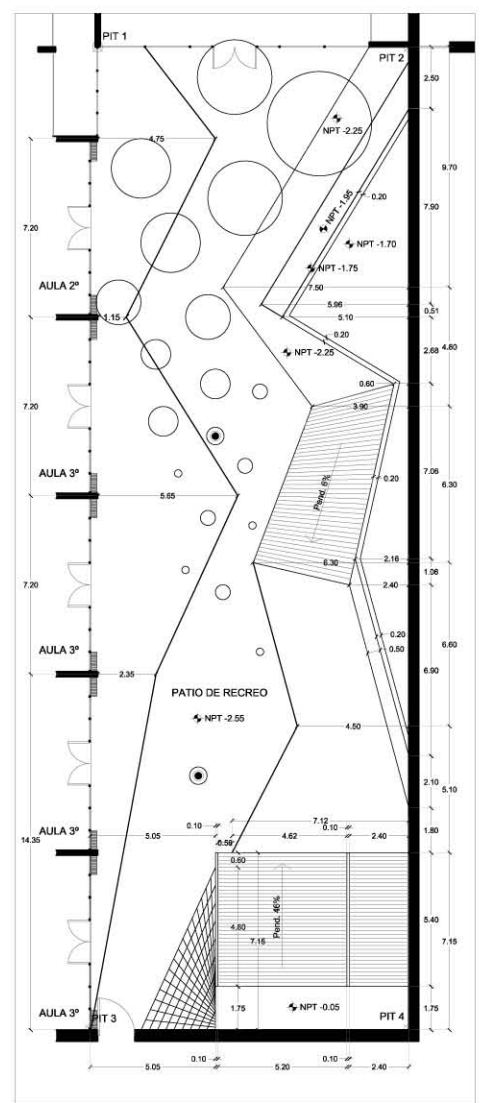 PIT 1
PIT 2
2.50
NPT -2.25
4.75
9.70
7.90
0.20
NPT -1.95
7.20
NPT -1.70
NPT -1.75
AULA 2º
7.50
5.96
0.51
1.15
5.10
0.20
4.60
NPT -2.25
2.68
0.60
3.90
7.20
AULA 3º
0.20
7.06
6.30
Pend. 6%
5.65
6.30
2.16
1.06
7.20
2.40
0.20
6.60
0.50
AULA 3º
2.35
6.90
PATIO DE RECREO
NPT -2.55
4.50
2.10
5.10
7.12
0.10
0.10
1.80
AULA 3º
5.05
4.62
2.40
14.35
0.60
Pend. 46%
4.80
5.40
7.15
7.15
1.75
NPT -0.05
1.75
AULA 3º
PIT 3
PIT 4
0.10
0.10
5.05
5.20
2.40